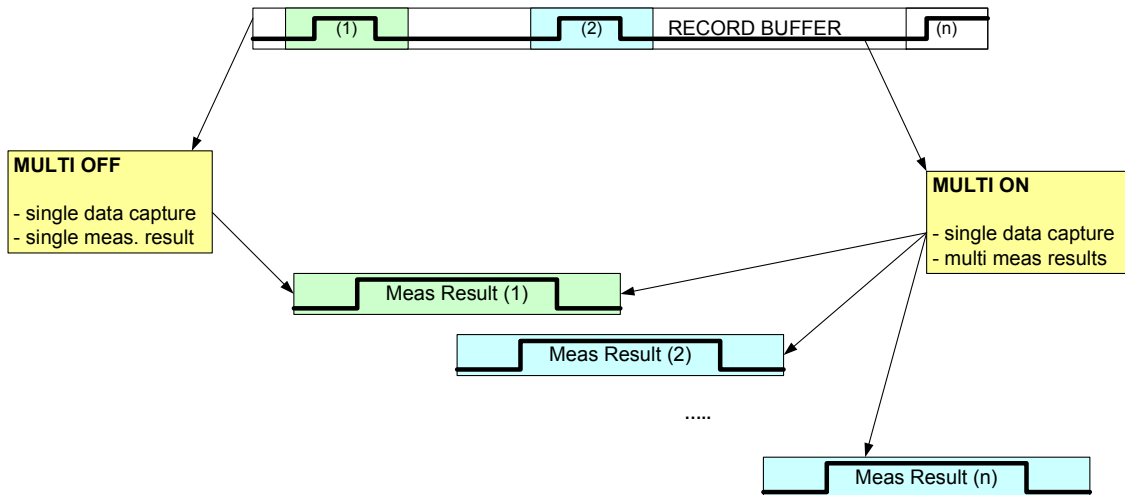 (1)
(2)
RECORD BUFFER
(n)
MULTI OFF
- single data capture
- single meas. result
MULTI ON
- single data capture
- multi meas results
Meas Result (1)
Meas Result (2)
.....
Meas Result (n)